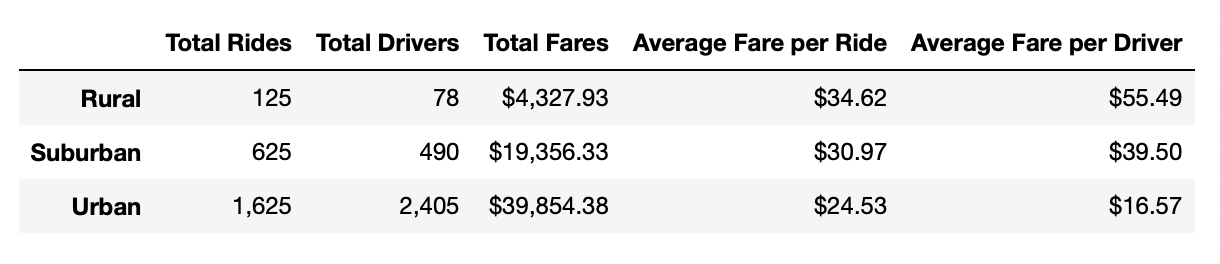 Total Rides Total Drivers Total Fares Average Fare per Ride Average Fare per Driver
Rural 125 78 $4,327.93 $34.62 $55.49
Suburban 625 490 $19,356.33 $30.97 $39.50
Urban 1,625 2,405 $39,854.38 $24.53 $16.57